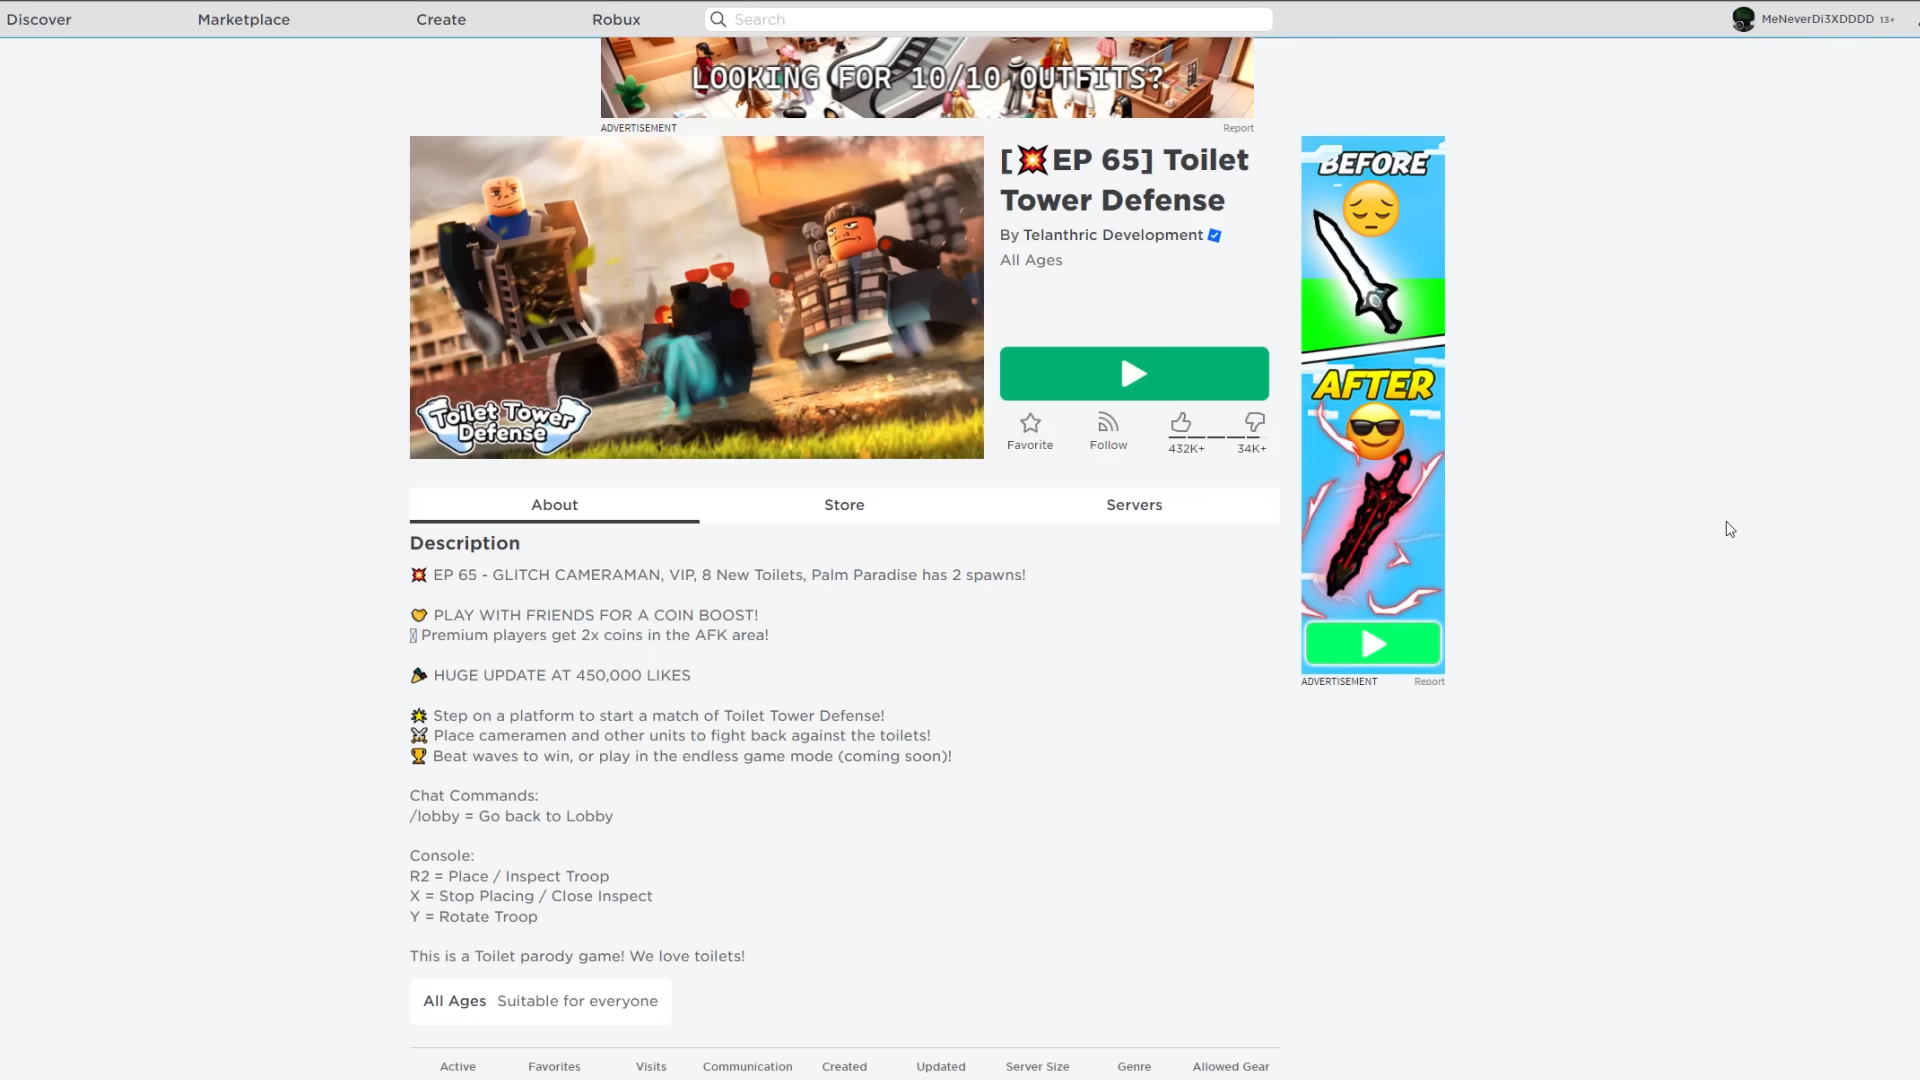 Discover
Marketplace
Create
Robux
Search
MeNeverDi3XDDDD 13+
LOOKING FOR 10/10 OUTFITS?
ADVERTISEMENT
Report
[💥EP 65] Toilet
Tower Defense
By Telanthric Development
All Ages
Toilet Tower
Defense
Favorite
Follow
432K+
34K+
BEFORE
AFTER
ADVERTISEMENT
Report
About
Store
Servers
Description
💥 EP 65 - GLITCH CAMERAMAN, VIP, 8 New Toilets, Palm Paradise has 2 spawns!
PLAY WITH FRIENDS FOR A COIN BOOST!
Premium players get 2x coins in the AFK area!
🎉 HUGE UPDATE AT 450,000 LIKES
🌟 Step on a platform to start a match of Toilet Tower Defense!
⚔️ Place cameramen and other units to fight back against the toilets!
🏆 Beat waves to win, or play in the endless game mode (coming soon)!
Chat Commands:
/lobby = Go back to Lobby
Console:
R2 = Place / Inspect Troop
X = Stop Placing / Close Inspect
Y = Rotate Troop
This is a Toilet parody game! We love toilets!
All Ages Suitable for everyone
Active
Favorites
Visits
Communication
Created
Updated
Server Size
Genre
Allowed Gear